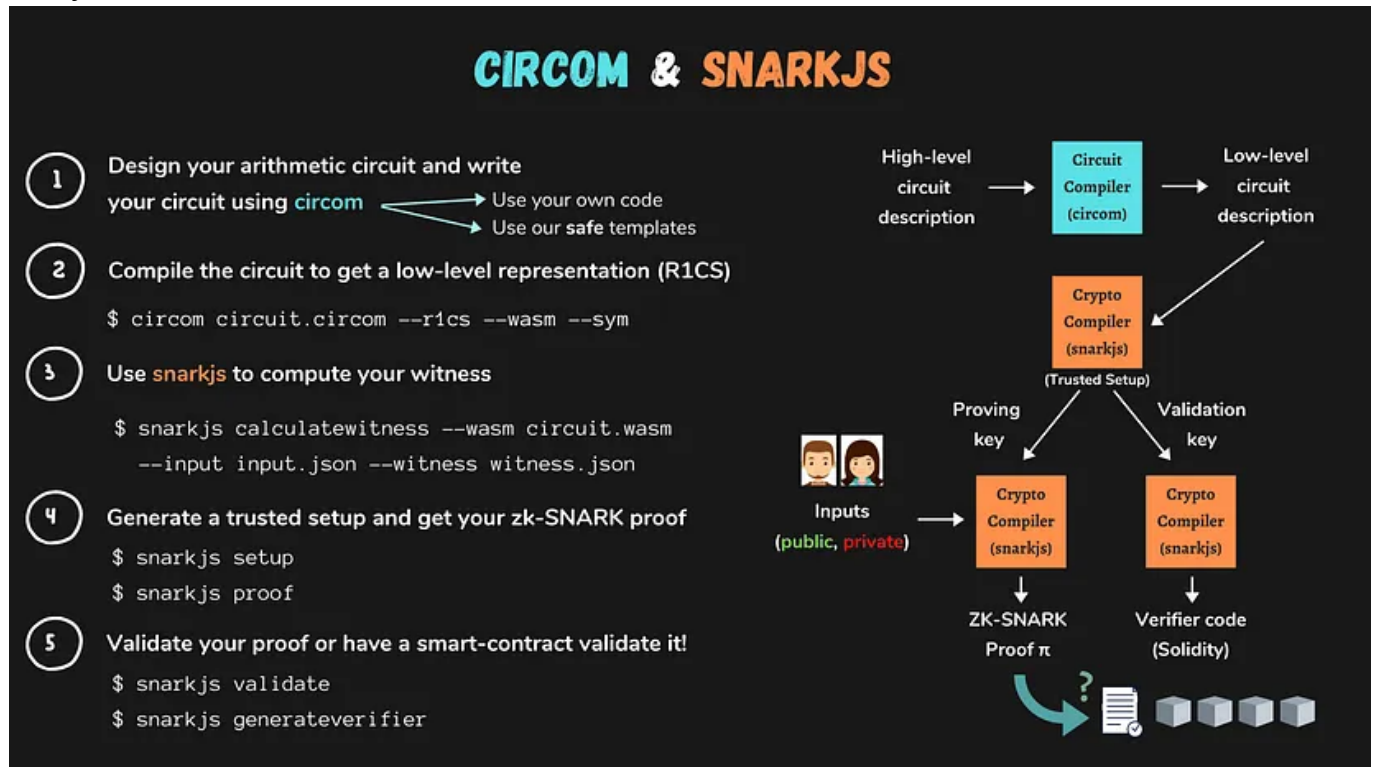 CIRCOM & SNARKJS
1
Design your arithmetic circuit and write
your circuit using circom
Use your own code
Use our safe templates
2
Compile the circuit to get a low-level representation (R1CS)
$ circom circuit.circom --r1cs --wasm --sym
3
Use snarkjs to compute your witness
$ snarkjs calculatewitness --wasm circuit.wasm
--input input.json --witness witness.json
4
Generate a trusted setup and get your zk-SNARK proof
$ snarkjs setup
$ snarkjs proof
5
Validate your proof or have a smart-contract validate it!
$ snarkjs validate
$ snarkjs generateverifier
High-level
circuit
description
Circuit
Compiler
(circom)
Low-level
circuit
description
Crypto
Compiler
(snarkjs)
(Trusted Setup)
Proving
key
Validation
key
Inputs
(public, private)
Crypto
Compiler
(snarkjs)
Crypto
Compiler
(snarkjs)
ZK-SNARK
Proof π
Verifier code
(Solidity)
?